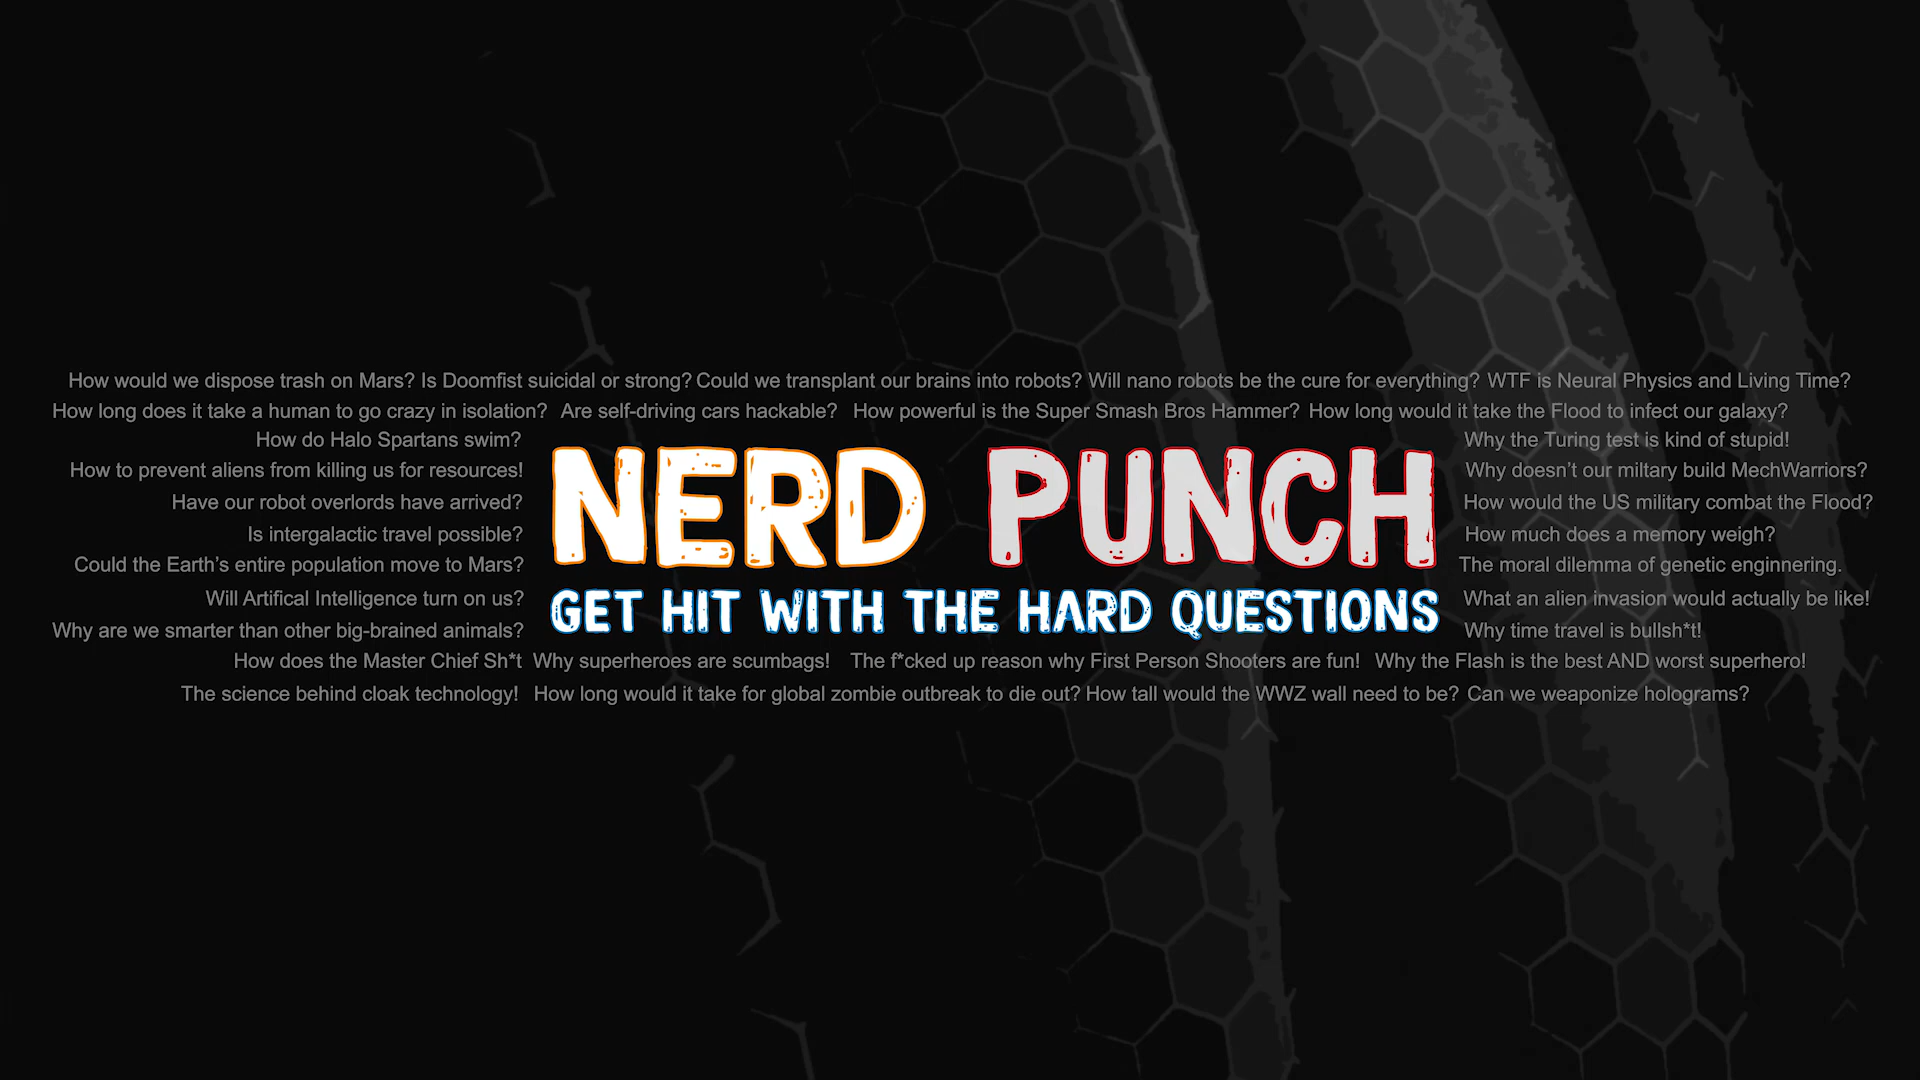 How would we dispose trash on Mars? Is Doomfist suicidal or strong? Could we transplant our brains into robots? Will nano robots be the cure for everything? WTF is Neural Physics and Living Time?
How long does it take a human to go crazy in isolation? Are self-driving cars hackable? How powerful is the Super Smash Bros Hammer? How long would it take the Flood to infect our galaxy?
How do Halo Spartans swim?
How to prevent aliens from killing us for resources!
Have our robot overlords have arrived?
Is intergalactic travel possible?
Could the Earth's entire population move to Mars?
Will Artifical Intelligence turn on us?
Why are we smarter than other big-brained animals?
NERD PUNCH
GET HIT WITH THE HARD QUESTIONS
Why the Turing test is kind of stupid!
Why doesn't our miltary build MechWarriors?
How would the US military combat the Flood?
How much does a memory weigh?
The moral dilemma of genetic enginnering.
What an alien invasion would actually be like!
Why time travel is bullsh*t!
How does the Master Chief Sh*t Why superheroes are scumbags! The f*cked up reason why First Person Shooters are fun! Why the Flash is the best AND worst superhero!
The science behind cloak technology! How long would it take for global zombie outbreak to die out? How tall would the WWZ wall need to be? Can we weaponize holograms?